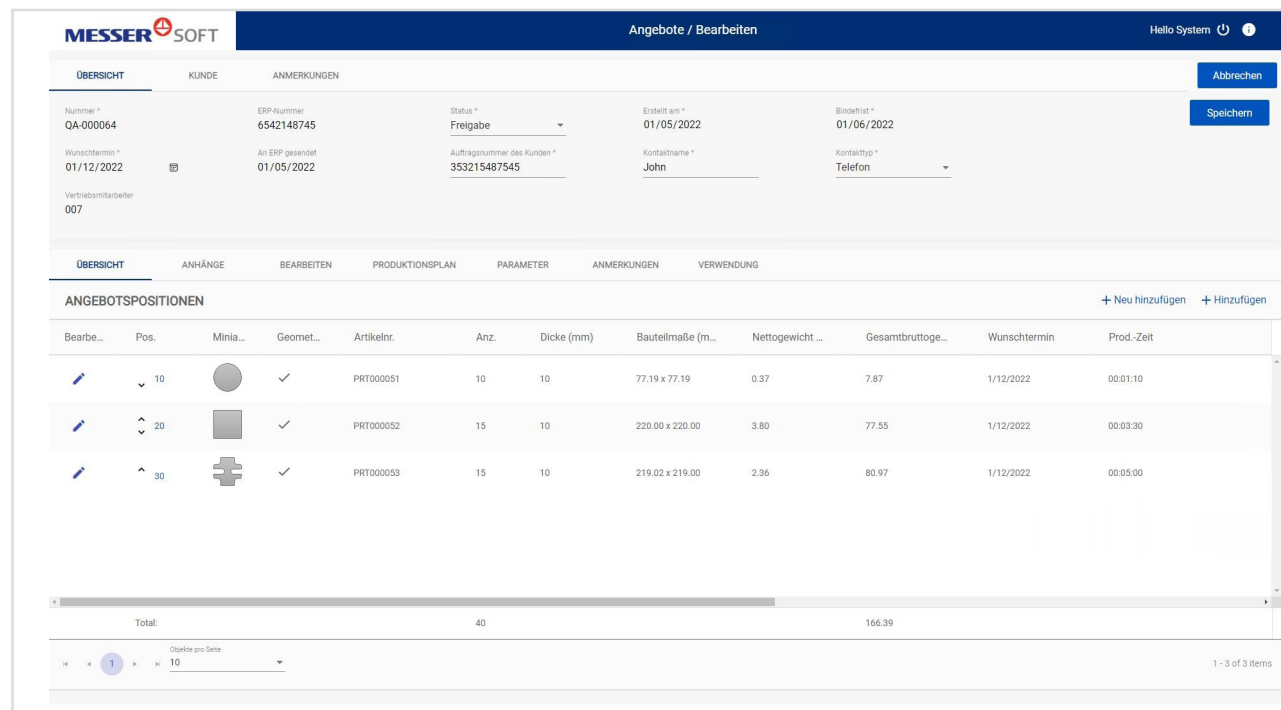 MESSER SOFT Angebote / Bearbeiten Hello System
ÜBERSICHT KUNDE ANMERKUNGEN Abbrechen
Nummer * ERP-Nummer Status * Erstellt am * Bindefrist *
QA-000064 6542148745 Freigabe 01/05/2022 01/06/2022 Speichern
Wunschtermin * An ERP gesendet Auftragsnummer des Kunden * Kontaktname * Kontakttyp *
01/12/2022 01/05/2022 353215487545 John Telefon
Vertriebsmitarbeiter
007
ÜBERSICHT ANHÄNGE BEARBEITEN PRODUKTIONSPLAN PARAMETER ANMERKUNGEN VERWENDUNG
ANGEBOTSPOSITIONEN + Neu hinzufügen + Hinzufügen
Bearbe... Pos. Minia... Geomet... Artikelnr. Anz. Dicke (mm) Bauteilmaße (m... Nettogewicht ... Gesamtbruttoge... Wunschtermin Prod.-Zeit
10 PRT000051 10 10 77.19 x 77.19 0.37 7.87 1/12/2022 00:01:10
20 PRT000052 15 10 220.00 x 220.00 3.80 77.55 1/12/2022 00:03:30
30 PRT000053 15 10 219.02 x 219.00 2.36 80.97 1/12/2022 00:05:00
Total: 40 166.39
Objekte pro Seite
1 10 1 - 3 of 3 items